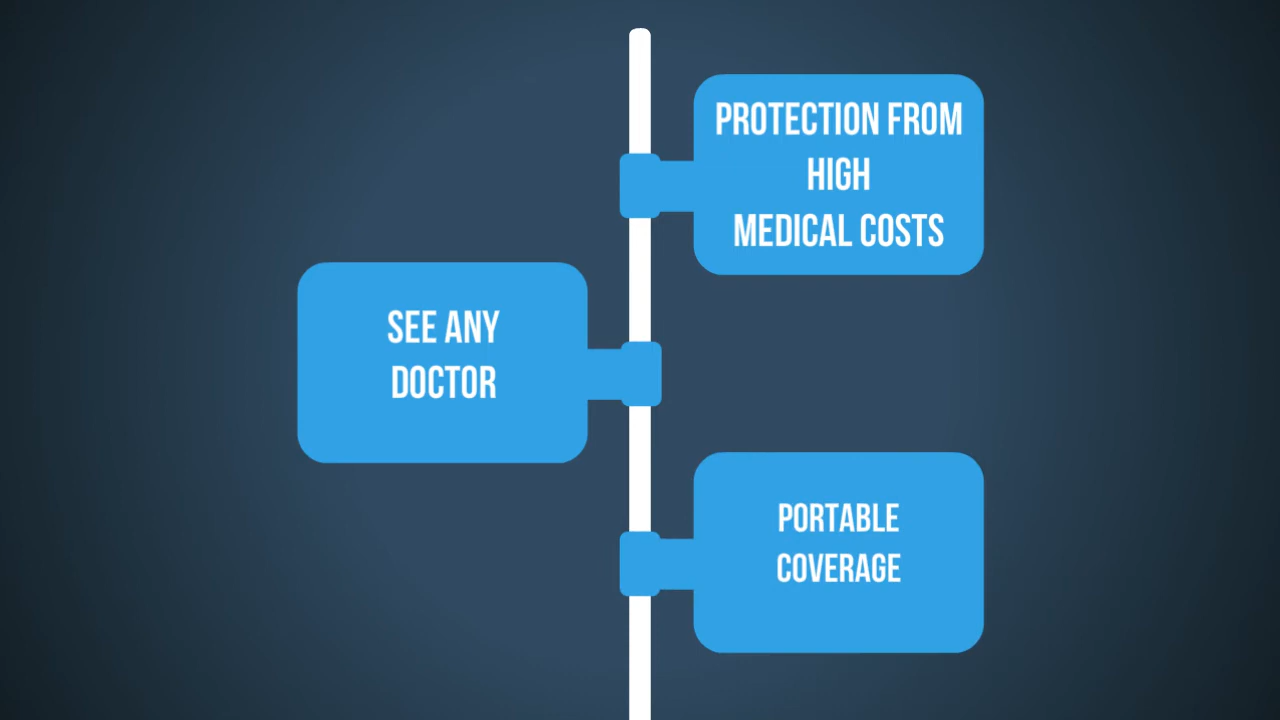 PROTECTION FROM
HIGH
MEDICAL COSTS
SEE ANY
DOCTOR
PORTABLE
COVERAGE